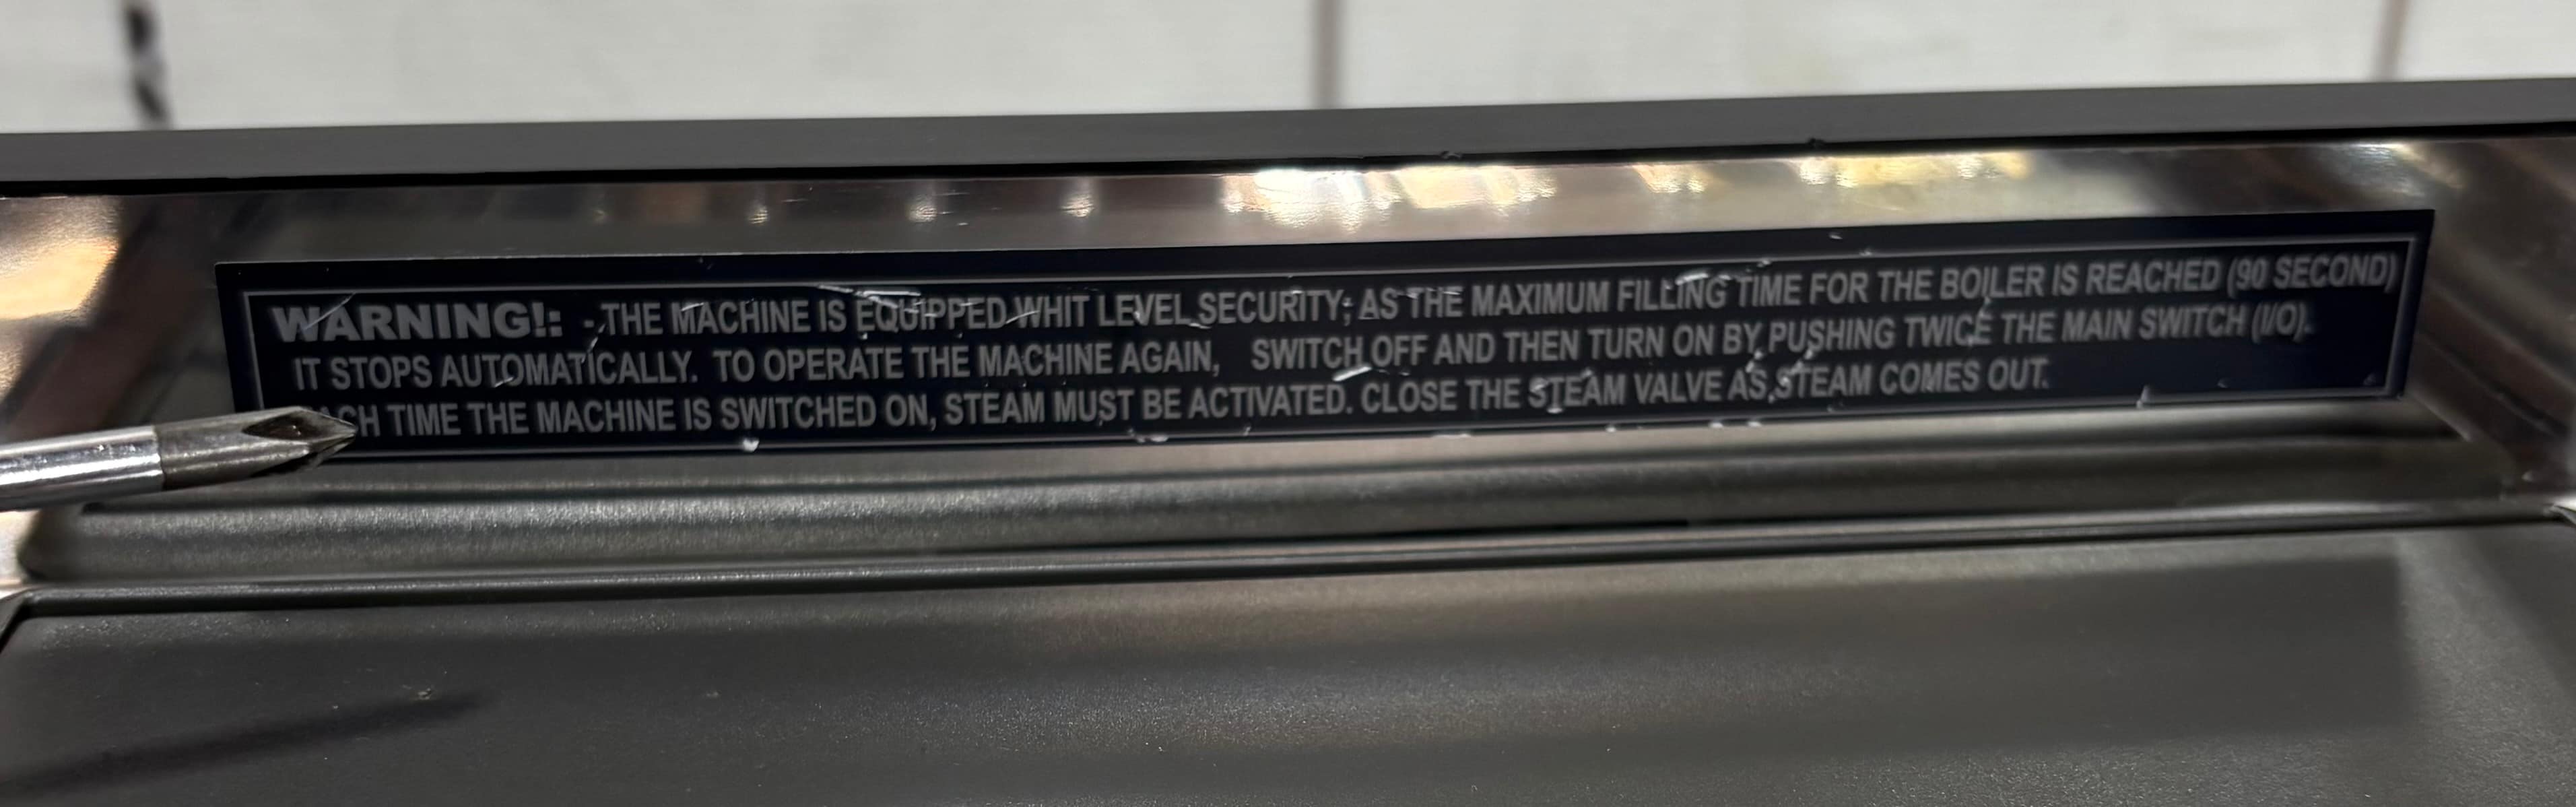 WARNING!: -THE MACHINE IS EQUIPPED WHIT LEVEL SECURITY; AS THE MAXIMUM FILLING TIME FOR THE BOILER IS REACHED (90 SECOND)
IT STOPS AUTOMATICALLY. TO OPERATE THE MACHINE AGAIN, SWITCH OFF AND THEN TURN ON BY PUSHING TWICE THE MAIN SWITCH (I/O).
ACH TIME THE MACHINE IS SWITCHED ON, STEAM MUST BE ACTIVATED. CLOSE THE STEAM VALVE AS STEAM COMES OUT.